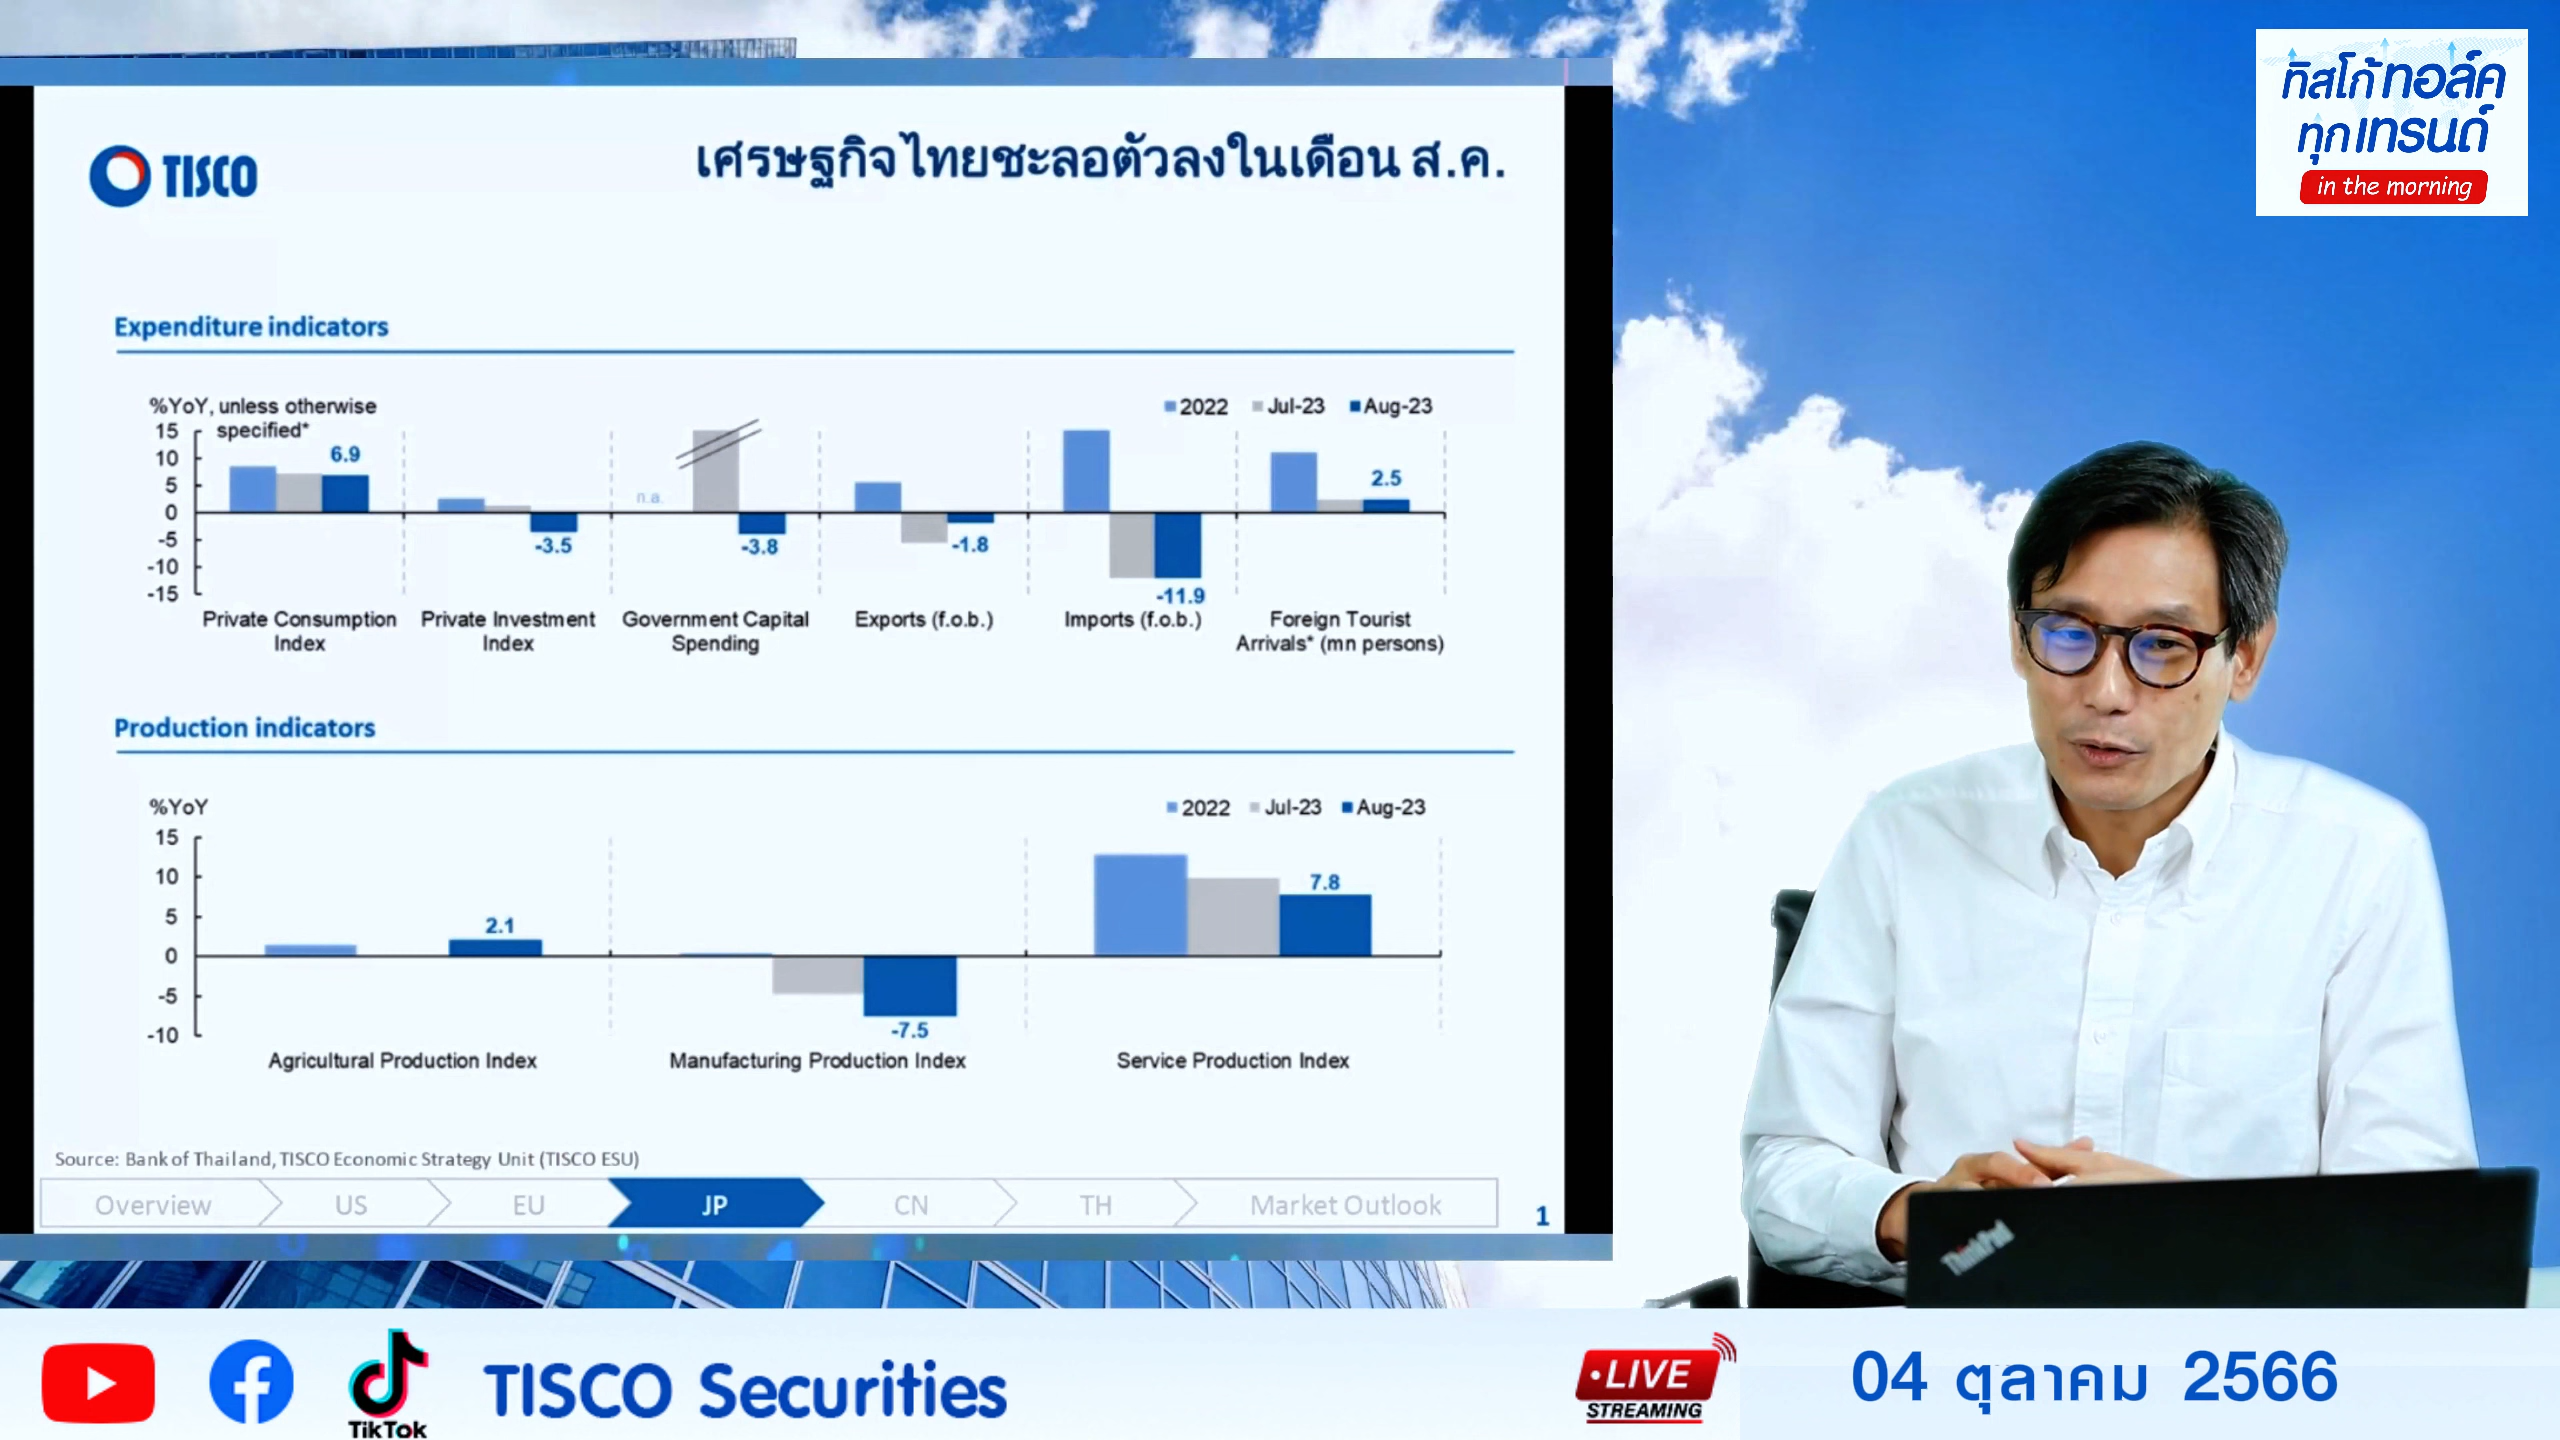 ทิสโก้ ทอล์ค
ทุก เทรนด์
in the morning
TISCO
เศรษฐกิจไทยชะลอตัวลงในเดือน ส.ค.
Expenditure indicators
%YoY, unless otherwise
specified*
2022 Jul-23 Aug-23
15
10
5
0
-5
-10
-15
6.9
-3.5
n.a.
-3.8
-1.8
-11.9
2.5
Private Consumption
Index
Private Investment
Index
Government Capital
Spending
Exports (f.o.b.)
Imports (f.o.b.)
Foreign Tourist
Arrivals* (mn persons)
Production indicators
%YoY
2022 Jul-23 Aug-23
15
10
5
0
-5
-10
2.1
-7.5
7.8
Agricultural Production Index
Manufacturing Production Index
Service Production Index
Source: Bank of Thailand, TISCO Economic Strategy Unit (TISCO ESU)
Overview US EU JP CN TH Market Outlook
1
ThinkPad
TikTok
TISCO Securities
LIVE
STREAMING
04 ตุลาคม 2566